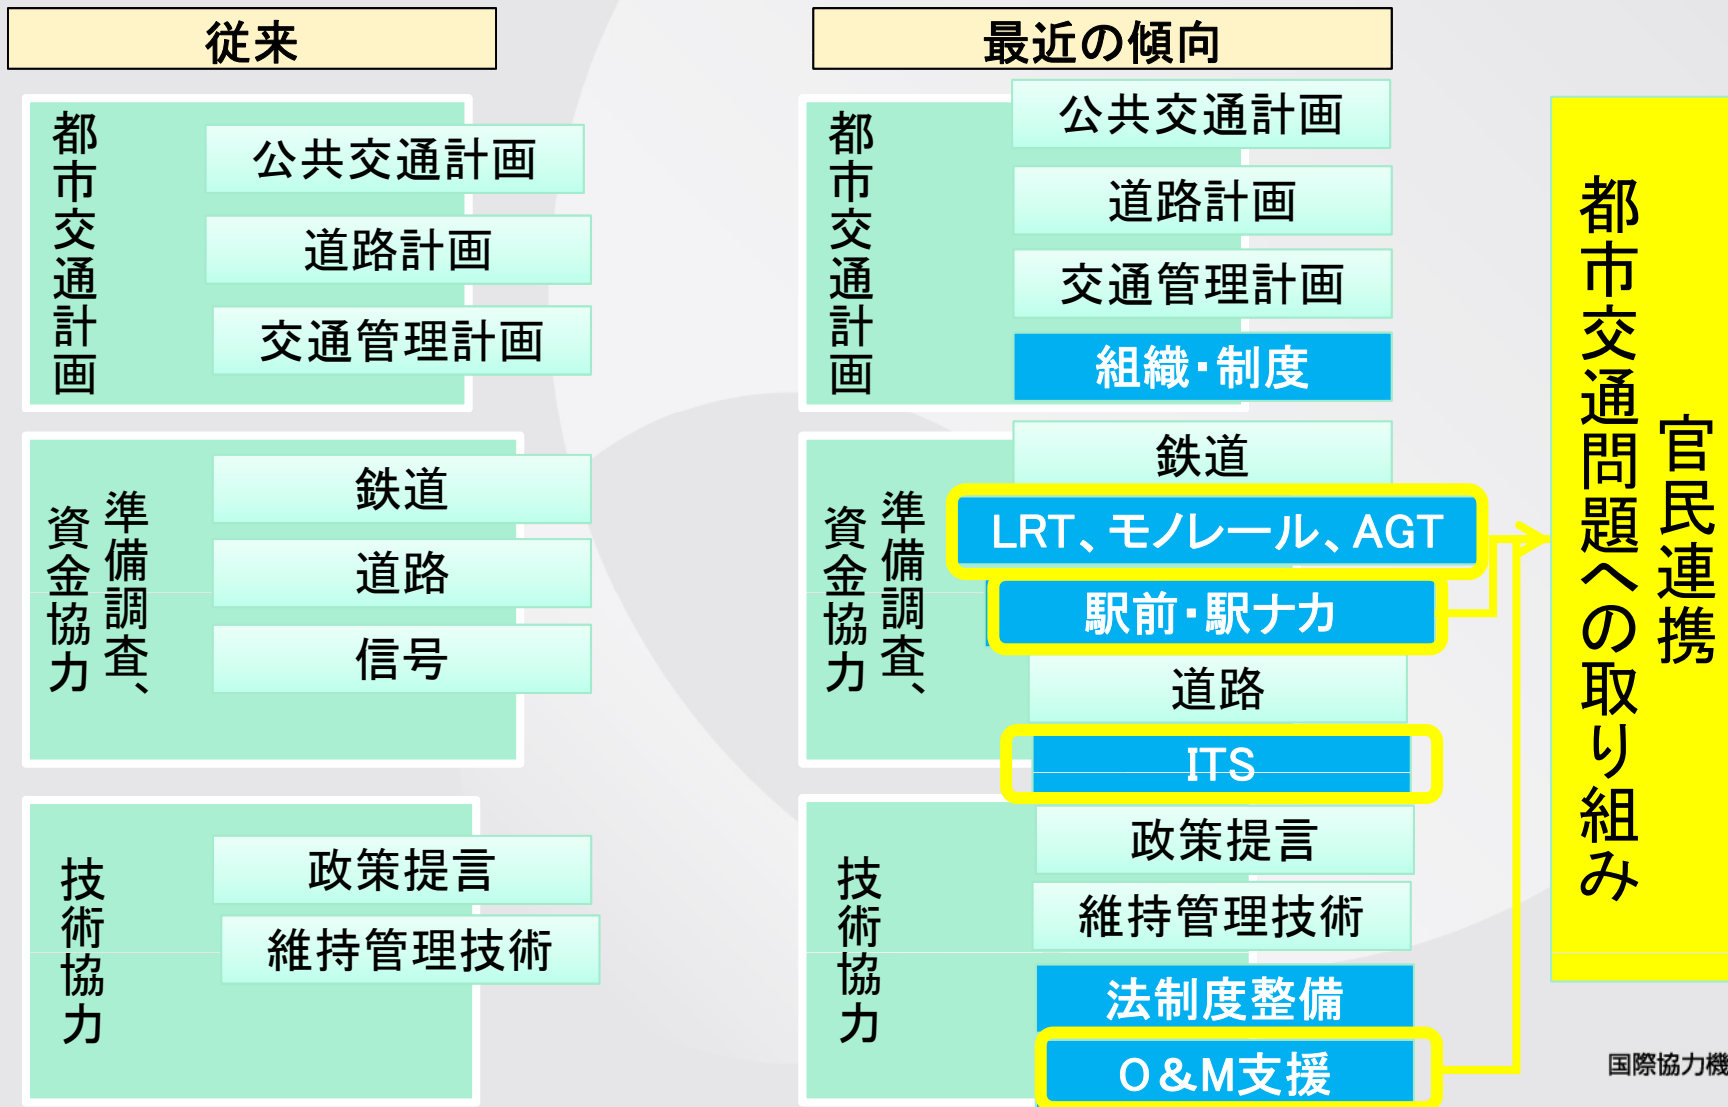 従来
都市交通計画
公共交通計画
道路計画
交通管理計画
準備調査、
資金協力
鉄道
道路
信号
技術協力
政策提言
維持管理技術
最近の傾向
都市交通計画
公共交通計画
道路計画
交通管理計画
組織・制度
準備調査、
資金協力
鉄道
LRT、モノレール、AGT
駅前・駅ナカ
道路
ITS
技術協力
政策提言
維持管理技術
法制度整備
O&M支援
官民連携
都市交通問題への取り組み
国際協力機